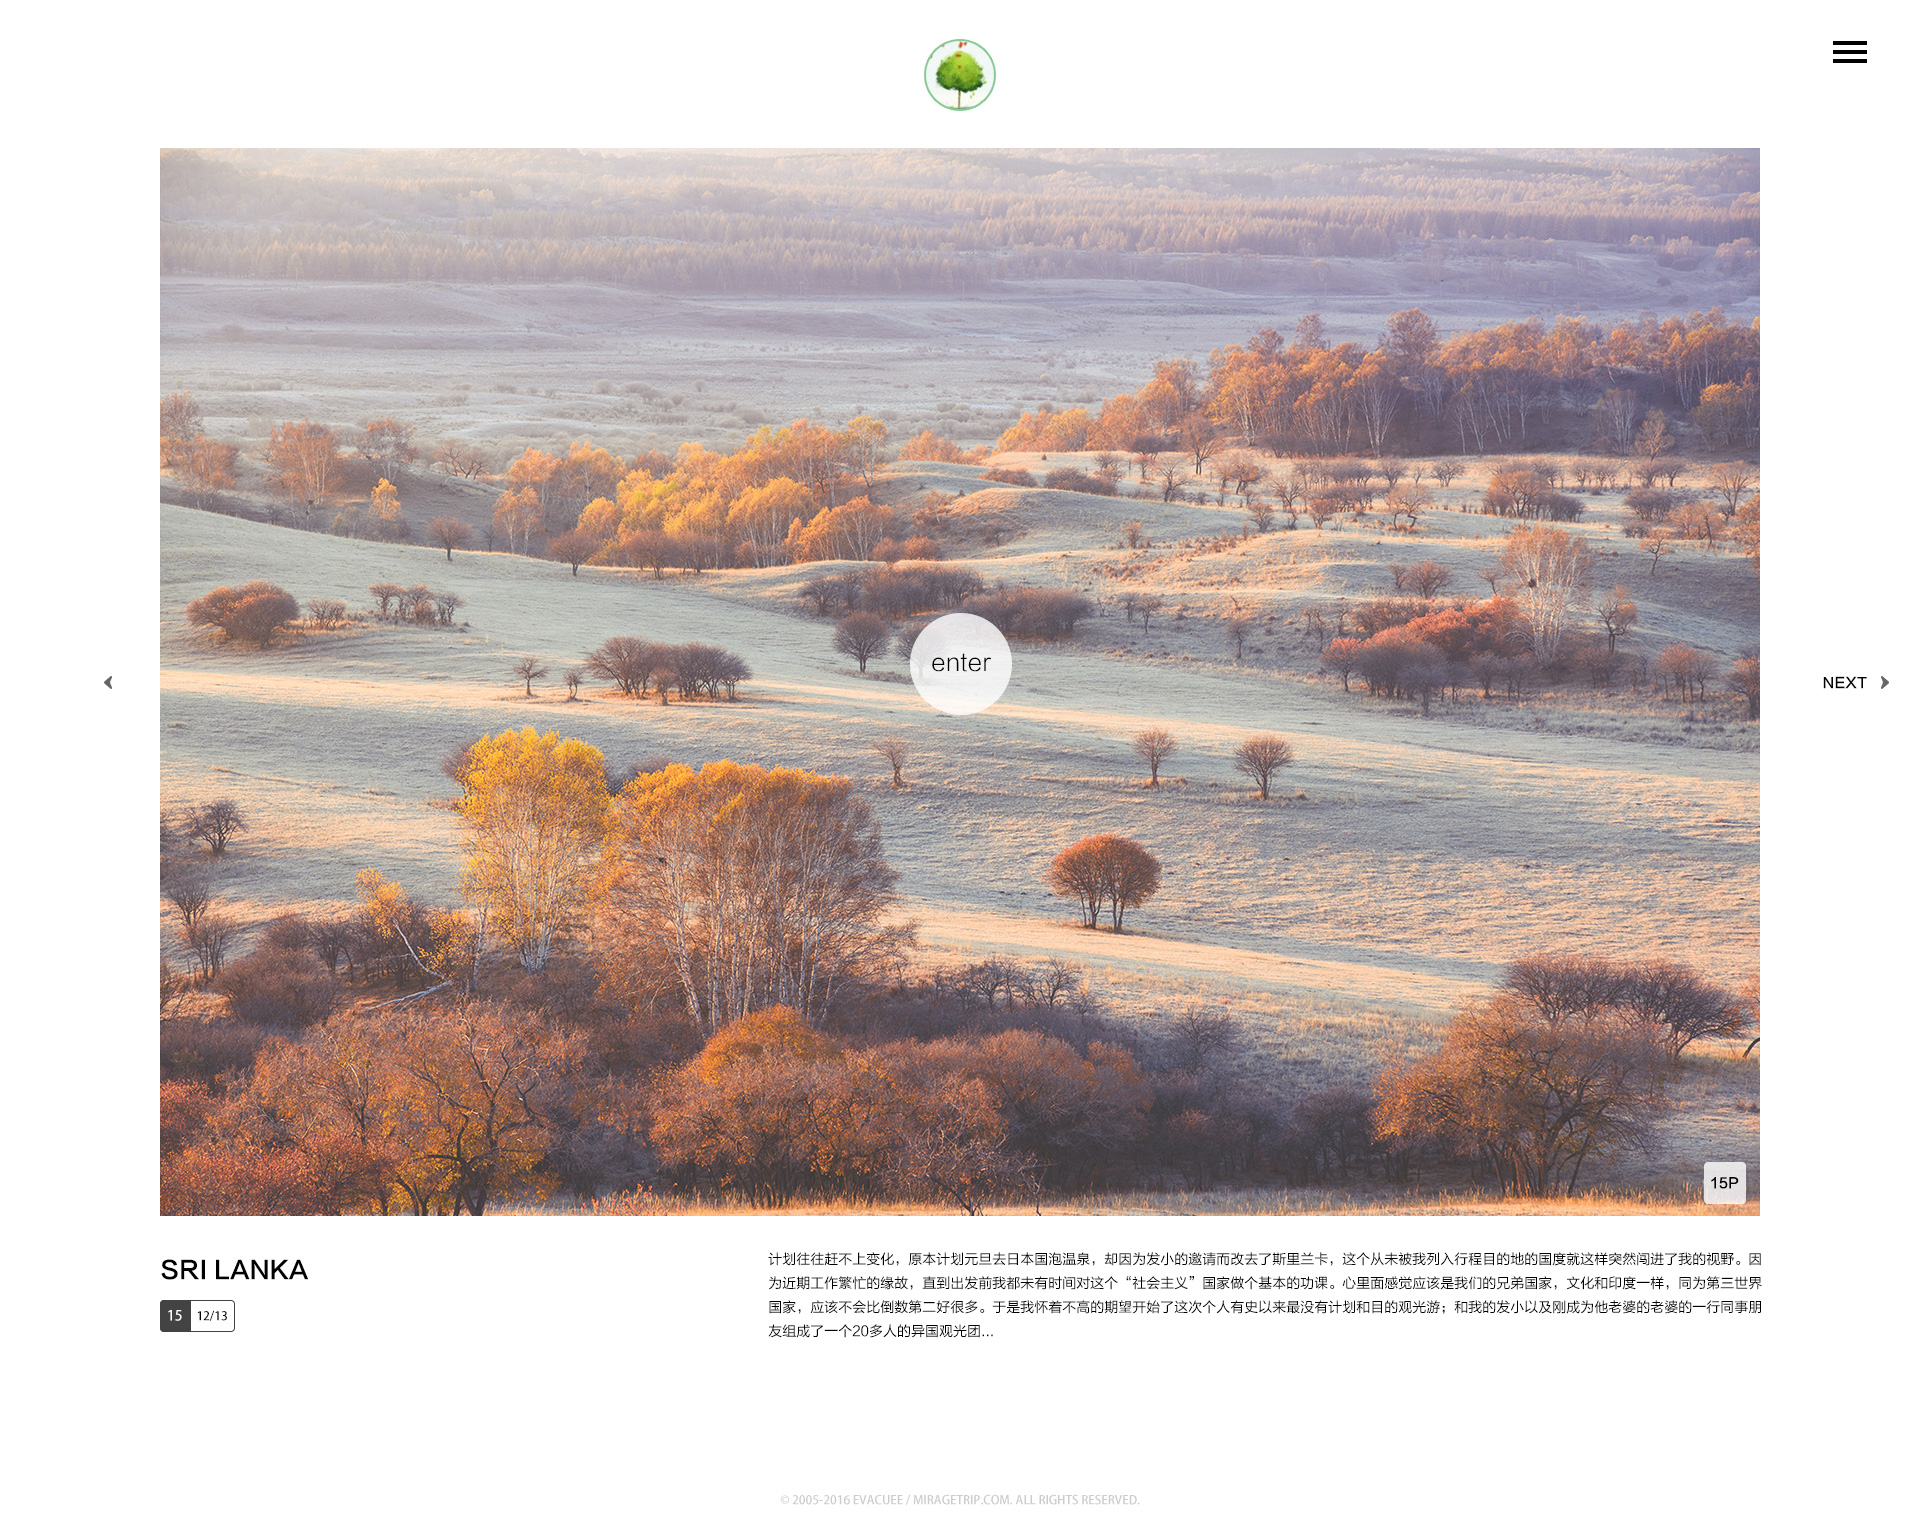 enter
NEXT
15P
SRI LANKA
15 12/13
计划往往赶不上变化，原本计划元旦去日本国泡温泉，却因为发小的邀请而改去了斯里兰卡，这个从未被我列入行程目的地的国度就这样突然闯进了我的视野。因
为近期工作繁忙的缘故，直到出发前我都未有时间对这个“社会主义”国家做个基本的功课。心里面感觉应该是我们的兄弟国家，文化和印度一样，同为第三世界
国家，应该不会比倒数第二好很多。于是我怀着不高的期望开始了这次个人有史以来最没有计划和目的观光游；和我的发小以及刚成为他老婆的老婆的一行同事朋
友组成了一个20多人的异国观光团...
© 2005-2016 EVACUEE / MIRAGETRIP.COM. ALL RIGHTS RESERVED.